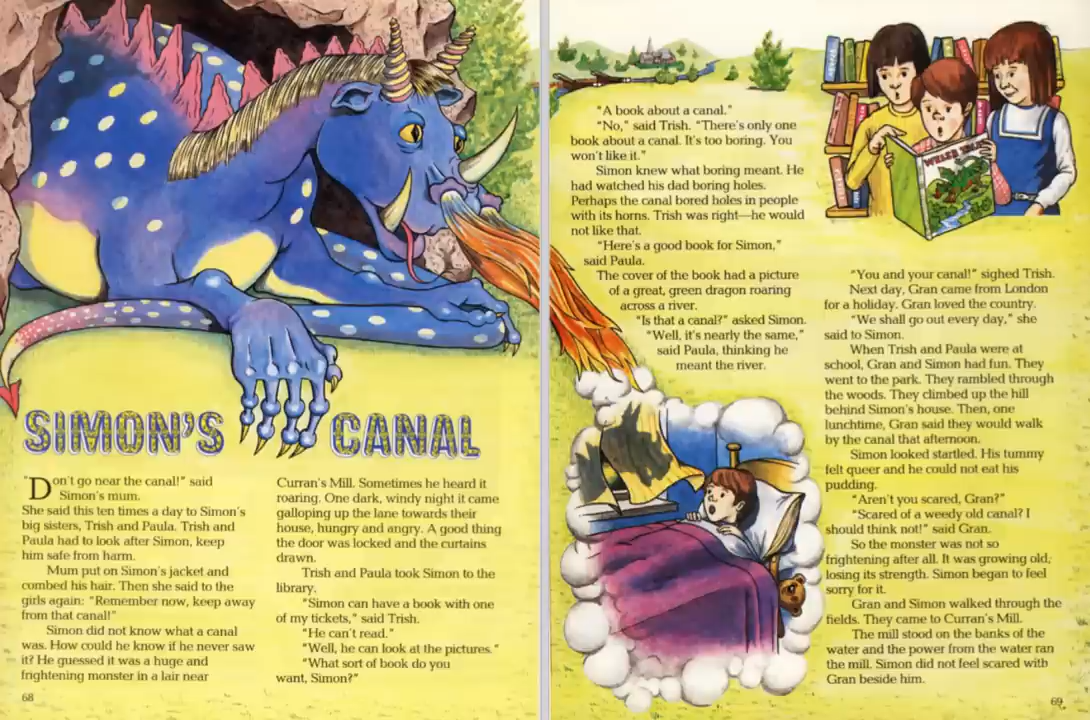 SIMON'S CANAL
"Don't go near the canal!" said
Simon's mum.
She said this ten times a day to Simon's
big sisters, Trish and Paula. Trish and
Paula had to look after Simon, keep
him safe from harm.
Mum put on Simon's jacket and
combed his hair. Then she said to the
girls again: "Remember now, keep away
from that canal!"
Simon did not know what a canal
was. How could he know if he never saw
it? He guessed it was a huge and
frightening monster in a lair near
68
Curran's Mill. Sometimes he heard it
roaring. One dark, windy night it came
galloping up the lane towards their
house, hungry and angry. A good thing
the door was locked and the curtains
drawn.
Trish and Paula took Simon to the
library.
"Simon can have a book with one
of my tickets," said Trish.
"He can't read."
"Well, he can look at the pictures."
"What sort of book do you
want, Simon?"
"A book about a canal."
"No," said Trish. "There's only one
book about a canal. It's too boring. You
won't like it."
Simon knew what boring meant. He
had watched his dad boring holes.
Perhaps the canal bored holes in people
with its horns. Trish was right—he would
not like that.
"Here's a good book for Simon,"
said Paula.
The cover of the book had a picture
of a great, green dragon roaring
across a river.
"Is that a canal?" asked Simon.
"Well, it's nearly the same,"
said Paula, thinking he
meant the river.
"You and your canal!" sighed Trish.
Next day, Gran came from London
for a holiday. Gran loved the country.
"We shall go out every day," she
said to Simon.
When Trish and Paula were at
school, Gran and Simon had fun. They
went to the park. They rambled through
the woods. They climbed up the hill
behind Simon's house. Then, one
lunchtime, Gran said they would walk
by the canal that afternoon.
Simon looked startled. His tummy
felt queer and he could not eat his
pudding.
"Aren't you scared, Gran?"
"Scared of a weedy old canal? I
should think not!" said Gran.
So the monster was not so
frightening after all. It was growing old,
losing its strength. Simon began to feel
sorry for it.
Gran and Simon walked through the
fields. They came to Curran's Mill.
The mill stood on the banks of the
water and the power from the water ran
the mill. Simon did not feel scared with
Gran beside him.
69